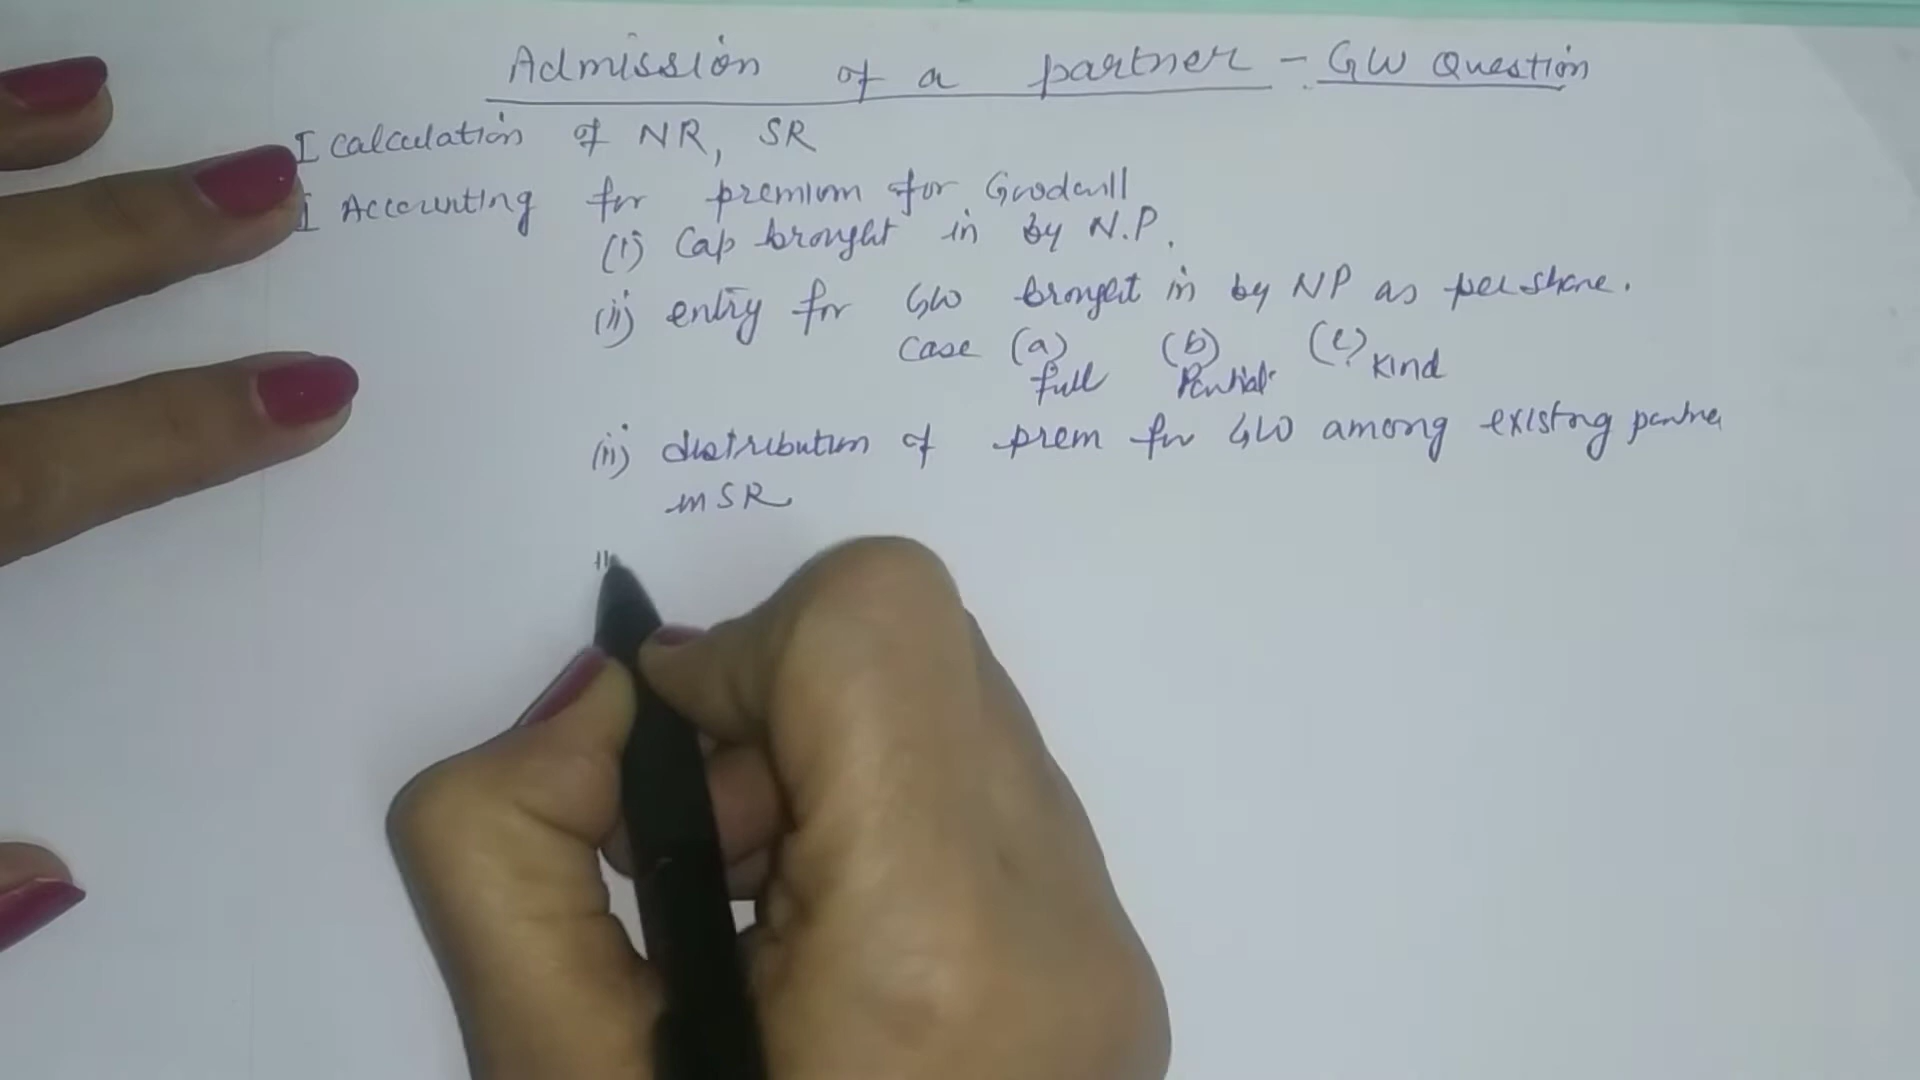 Admission of a partner - GW Question
I Calculation of NR, SR
I Accounting for premium for Goodwill
(i) Cap brought in by N.P.
(ii) entry for GW brought in by NP as per share.
Case (a) (b) (c)
full Partial Kind
(ii) distribution of prem for GW among existing partne
in SR